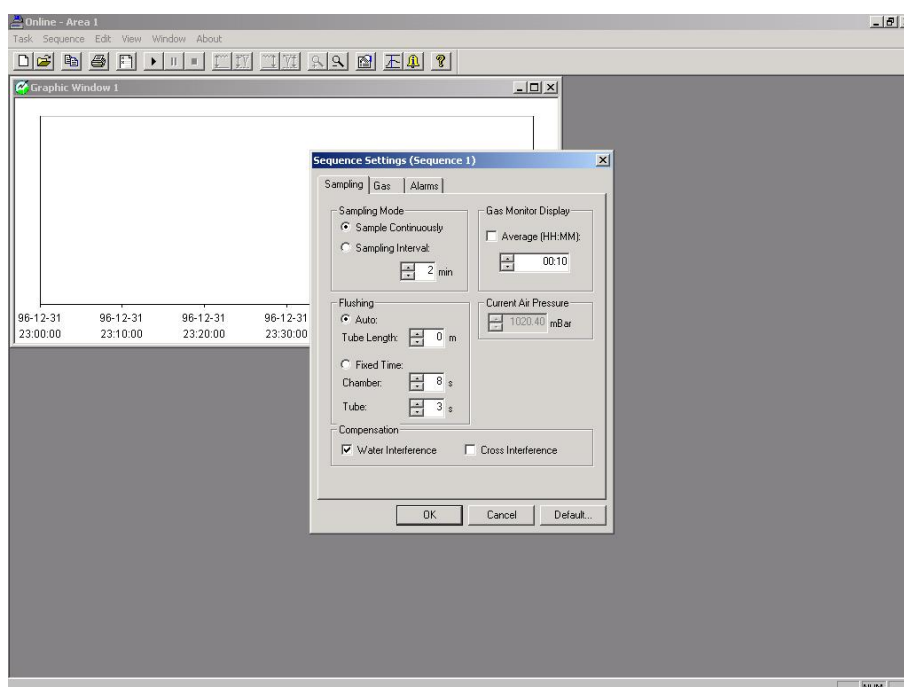 Online - Area 1
Task Sequence Edit View Window About
Graphic Window 1
96-12-31 96-12-31 96-12-31 96-12-31
23:00:00 23:10:00 23:20:00 23:30:00
Sequence Settings (Sequence 1)
Sampling Gas Alarms
Sampling Mode
Sample Continuously
Sampling Interval:
2 min
Gas Monitor Display
Average (HH:MM):
00:10
Flushing
Auto:
Tube Length: 0 m
Fixed Time:
Chamber: 8 s
Tube: 3 s
Current Air Pressure
1020.40 mBar
Compensation
Water Interference Cross Interference
OK Cancel Default...
NUM